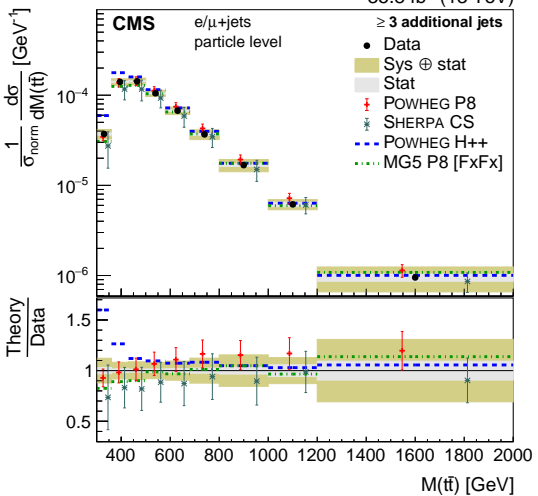 CMS
e/μ+jets
particle level
≥ 3 additional jets
Data
Sys ⊕ stat
Stat
POWHEG P8
SHERPA CS
POWHEG H++
MG5 P8 [FxFx]
1/σnorm dσ/dM(tt̄) [GeV⁻¹]
10⁻⁴
10⁻⁵
10⁻⁶
Theory
Data
1.5
1
0.5
400 600 800 1000 1200 1400 1600 1800 2000
M(tt̄) [GeV]